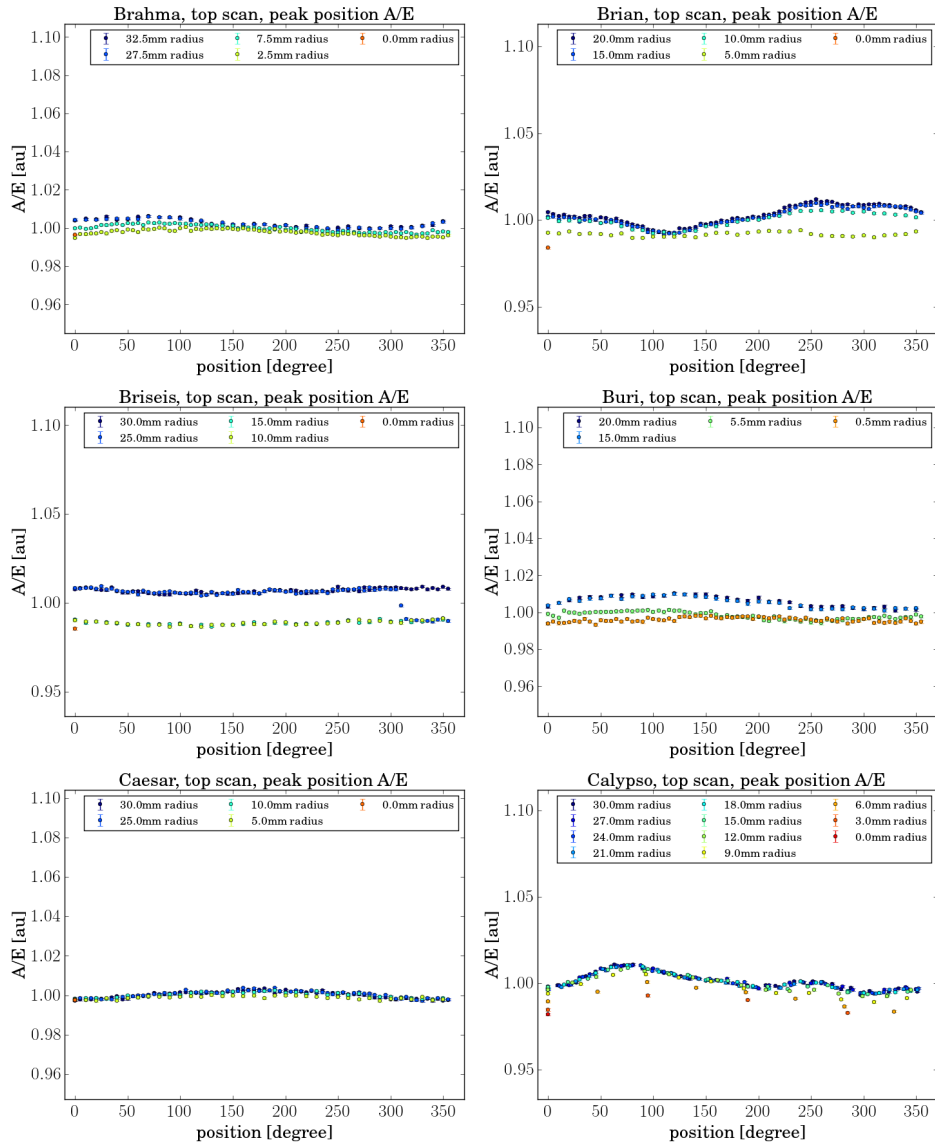 Brahma, top scan, peak position A/E
32.5mm radius 7.5mm radius 0.0mm radius
27.5mm radius 2.5mm radius
1.10
1.08
1.06
1.04
1.02
1.00
0.98
0.96
A/E [au]
0 50 100 150 200 250 300 350
position [degree]
Brian, top scan, peak position A/E
20.0mm radius 10.0mm radius 0.0mm radius
15.0mm radius 5.0mm radius
1.10
1.05
1.00
0.95
A/E [au]
0 50 100 150 200 250 300 350
position [degree]
Briseis, top scan, peak position A/E
30.0mm radius 15.0mm radius 0.0mm radius
25.0mm radius 10.0mm radius
1.10
1.05
1.00
0.95
A/E [au]
0 50 100 150 200 250 300 350
position [degree]
Buri, top scan, peak position A/E
20.0mm radius 5.5mm radius 0.5mm radius
15.0mm radius
1.10
1.08
1.06
1.04
1.02
1.00
0.98
0.96
A/E [au]
0 50 100 150 200 250 300 350
position [degree]
Caesar, top scan, peak position A/E
30.0mm radius 10.0mm radius 0.0mm radius
25.0mm radius 5.0mm radius
1.10
1.08
1.06
1.04
1.02
1.00
0.98
0.96
A/E [au]
0 50 100 150 200 250 300 350
position [degree]
Calypso, top scan, peak position A/E
30.0mm radius 18.0mm radius 6.0mm radius
27.0mm radius 15.0mm radius 3.0mm radius
24.0mm radius 12.0mm radius 0.0mm radius
21.0mm radius 9.0mm radius
1.10
1.05
1.00
0.95
A/E [au]
0 50 100 150 200 250 300 350
position [degree]